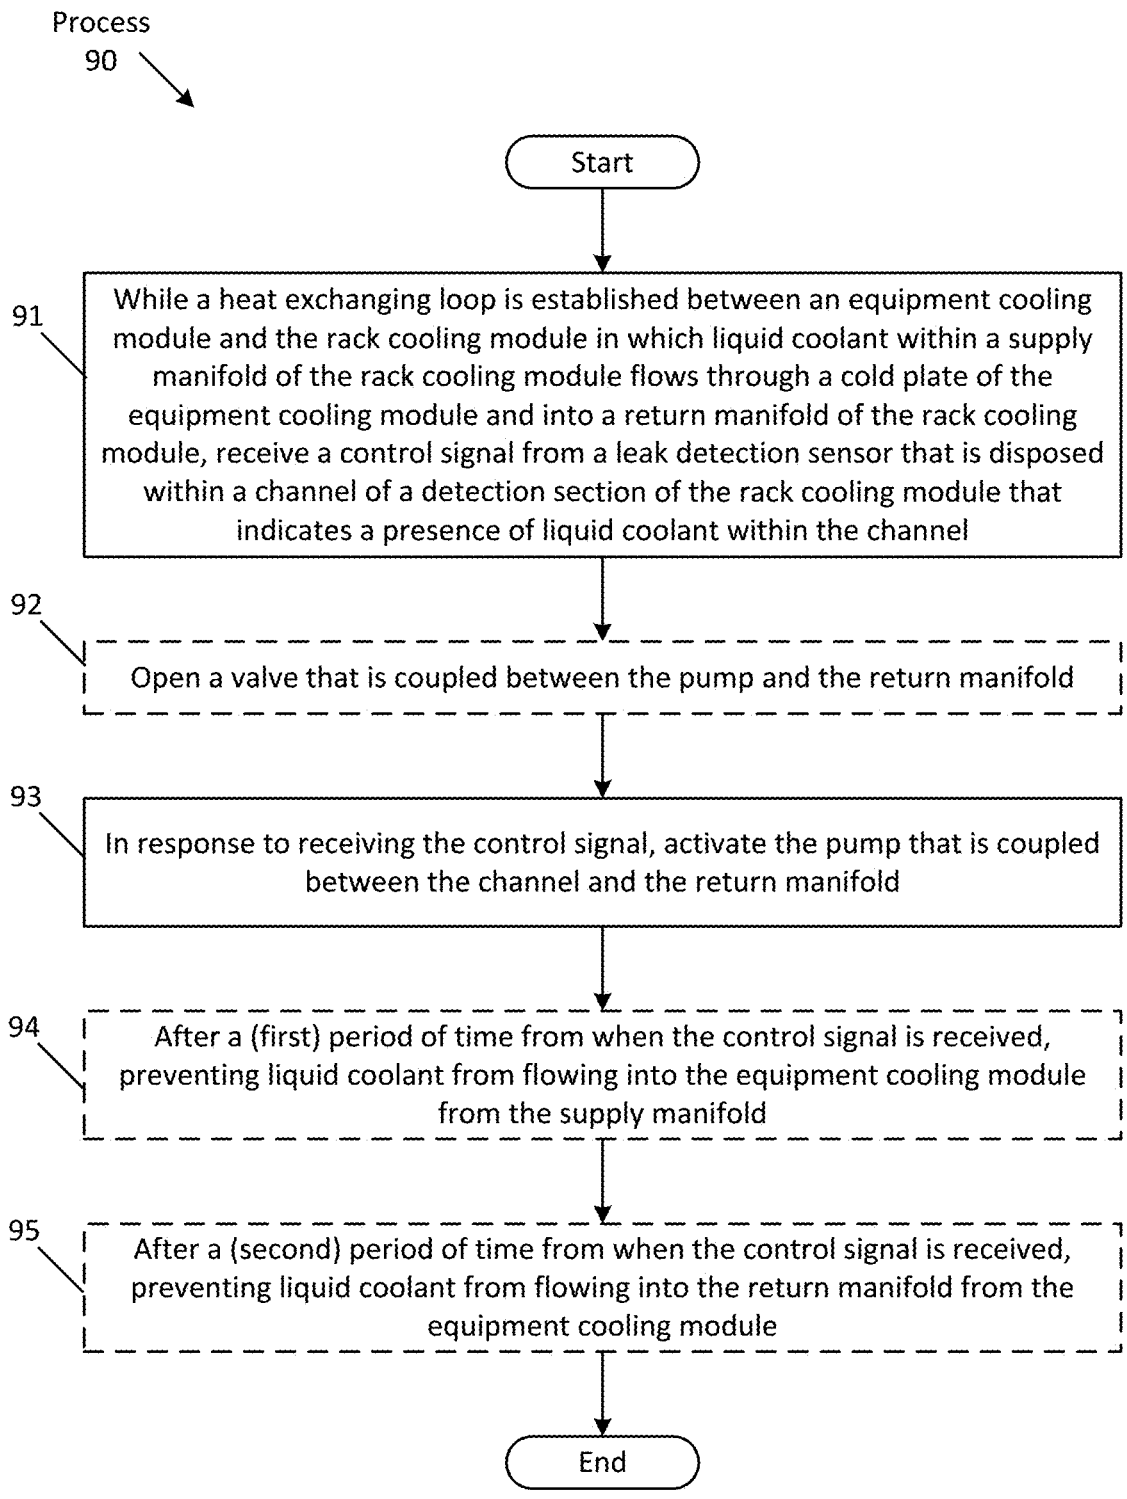 Process
90
Start
91
While a heat exchanging loop is established between an equipment cooling
module and the rack cooling module in which liquid coolant within a supply
manifold of the rack cooling module flows through a cold plate of the
equipment cooling module and into a return manifold of the rack cooling
module, receive a control signal from a leak detection sensor that is disposed
within a channel of a detection section of the rack cooling module that
indicates a presence of liquid coolant within the channel
92
Open a valve that is coupled between the pump and the return manifold
93
In response to receiving the control signal, activate the pump that is coupled
between the channel and the return manifold
94
After a (first) period of time from when the control signal is received,
preventing liquid coolant from flowing into the equipment cooling module
from the supply manifold
95
After a (second) period of time from when the control signal is received,
preventing liquid coolant from flowing into the return manifold from the
equipment cooling module
End